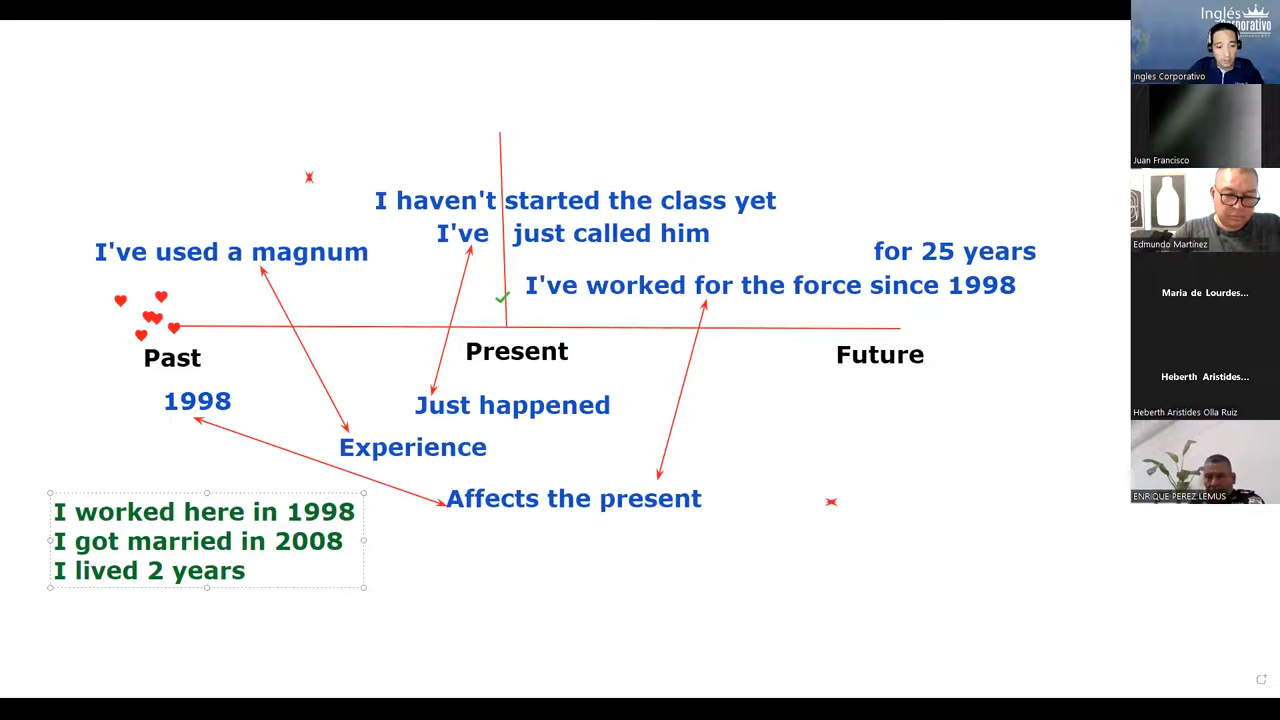 I haven't started the class yet
I've just called him
I've used a magnum
for 25 years
I've worked for the force since 1998
Past
Present
Future
1998
Just happened
Experience
Affects the present
I worked here in 1998
I got married in 2008
I lived 2 years
Inglés
Corporativo
Ingles Corporativo
Juan Francisco
Edmundo Martínez
Maria de Lourdes...
Heberth Aristides...
Heberth Aristides Olla Ruiz
ENRIQUE PEREZ LEMUS